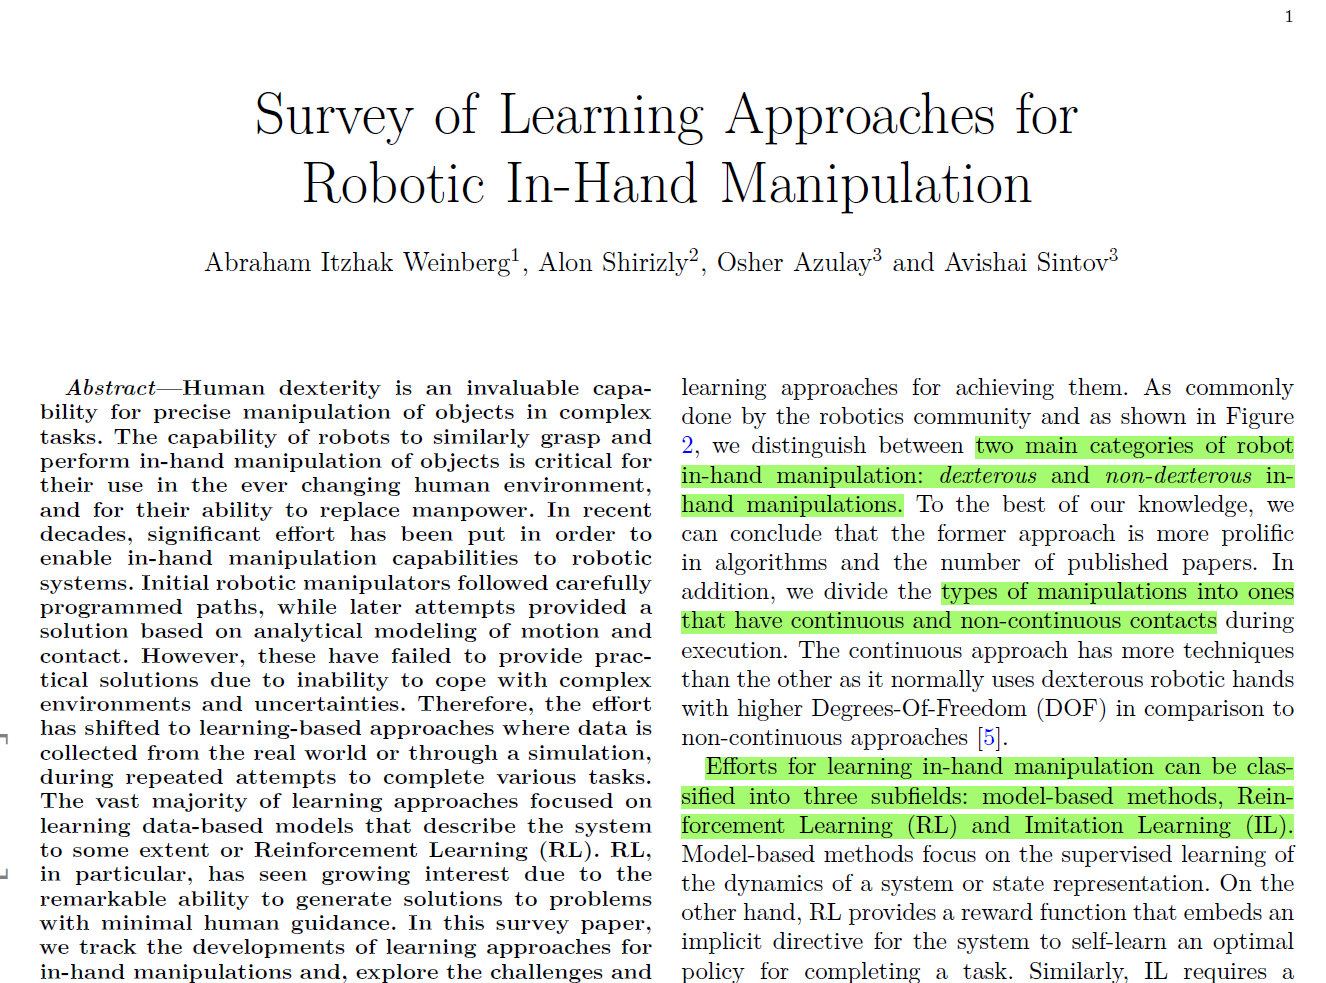 1
Survey of Learning Approaches for
Robotic In-Hand Manipulation
Abraham Itzhak Weinberg1, Alon Shirizly2, Osher Azulay3 and Avishai Sintov3
Abstract—Human dexterity is an invaluable capa-
bility for precise manipulation of objects in complex
tasks. The capability of robots to similarly grasp and
perform in-hand manipulation of objects is critical for
their use in the ever changing human environment,
and for their ability to replace manpower. In recent
decades, significant effort has been put in order to
enable in-hand manipulation capabilities to robotic
systems. Initial robotic manipulators followed carefully
programmed paths, while later attempts provided a
solution based on analytical modeling of motion and
contact. However, these have failed to provide prac-
tical solutions due to inability to cope with complex
environments and uncertainties. Therefore, the effort
has shifted to learning-based approaches where data is
collected from the real world or through a simulation,
during repeated attempts to complete various tasks.
The vast majority of learning approaches focused on
learning data-based models that describe the system
to some extent or Reinforcement Learning (RL). RL,
in particular, has seen growing interest due to the
remarkable ability to generate solutions to problems
with minimal human guidance. In this survey paper,
we track the developments of learning approaches for
in-hand manipulations and, explore the challenges and
learning approaches for achieving them. As commonly
done by the robotics community and as shown in Figure
2, we distinguish between two main categories of robot
in-hand manipulation: dexterous and non-dexterous in-
hand manipulations. To the best of our knowledge, we
can conclude that the former approach is more prolific
in algorithms and the number of published papers. In
addition, we divide the types of manipulations into ones
that have continuous and non-continuous contacts during
execution. The continuous approach has more techniques
than the other as it normally uses dexterous robotic hands
with higher Degrees-Of-Freedom (DOF) in comparison to
non-continuous approaches [5].
Efforts for learning in-hand manipulation can be clas-
sified into three subfields: model-based methods, Rein-
forcement Learning (RL) and Imitation Learning (IL).
Model-based methods focus on the supervised learning of
the dynamics of a system or state representation. On the
other hand, RL provides a reward function that embeds an
implicit directive for the system to self-learn an optimal
policy for completing a task. Similarly, IL requires a